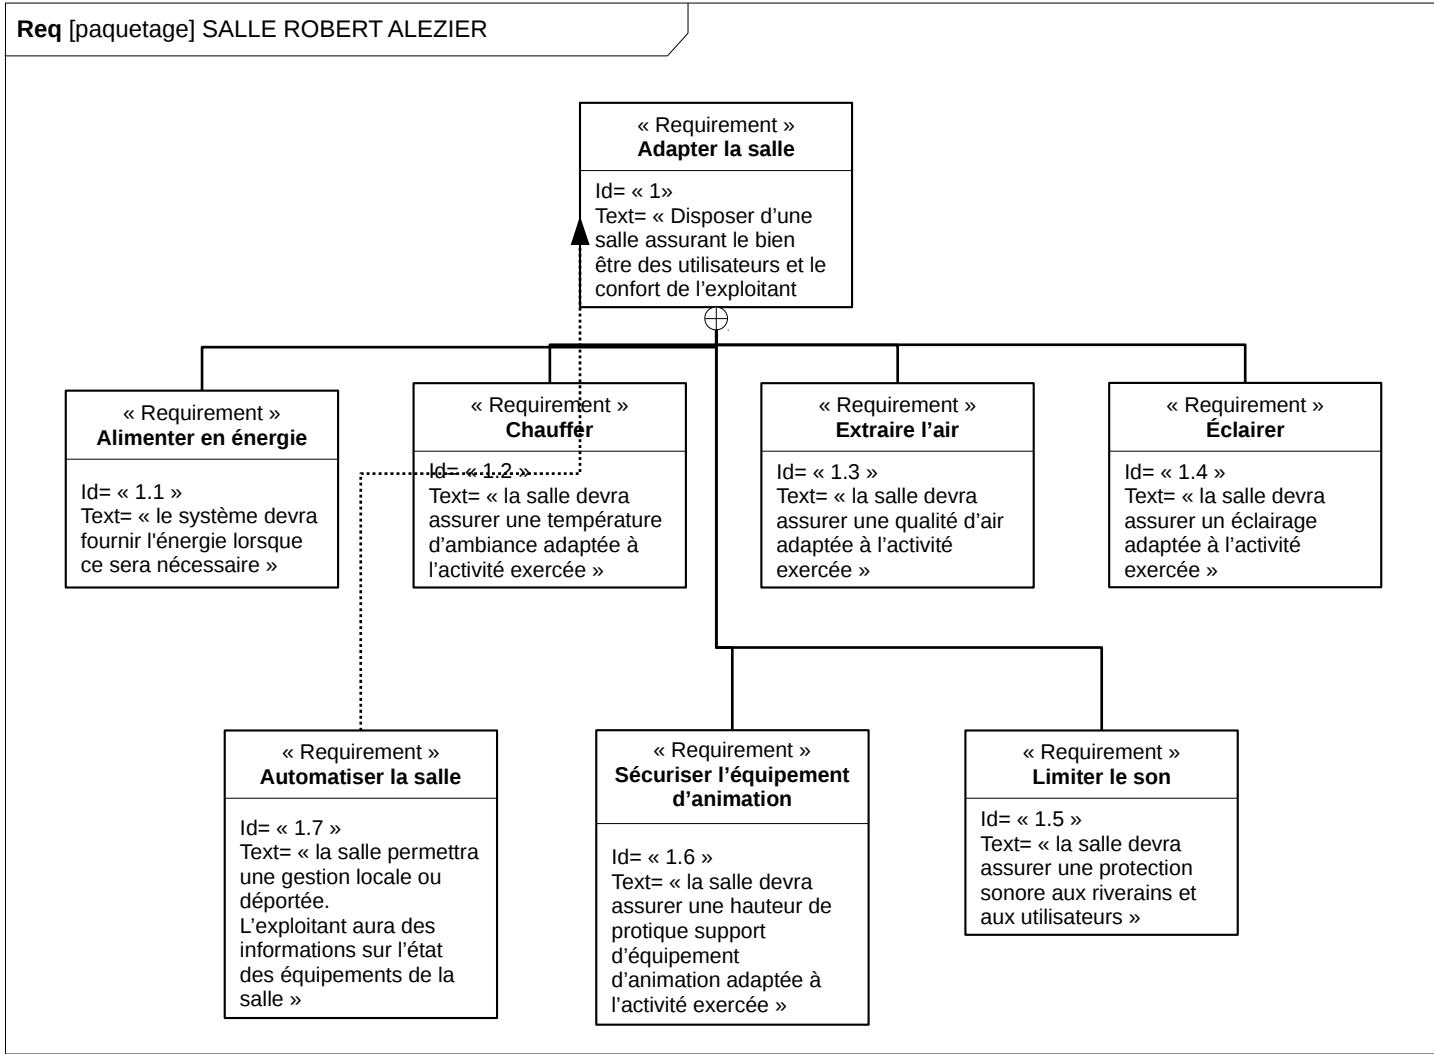 Req [paquetage] SALLE ROBERT ALEZIER
« Requirement »
Adapter la salle
Id= « 1»
Text= « Disposer d’une
salle assurant le bien
être des utilisateurs et le
confort de l’exploitant
« Requirement »
Alimenter en énergie
Id= « 1.1 »
Text= « le système devra
fournir l'énergie lorsque
ce sera nécessaire »
« Requirement »
Chauffer
Id= « 1.2 »
Text= « la salle devra
assurer une température
d’ambiance adaptée à
l’activité exercée »
« Requirement »
Extraire l’air
Id= « 1.3 »
Text= « la salle devra
assurer une qualité d’air
adaptée à l’activité
exercée »
« Requirement »
Éclairer
Id= « 1.4 »
Text= « la salle devra
assurer un éclairage
adaptée à l’activité
exercée »
« Requirement »
Automatiser la salle
Id= « 1.7 »
Text= « la salle permettra
une gestion locale ou
déportée.
L’exploitant aura des
informations sur l’état
des équipements de la
salle »
« Requirement »
Sécuriser l’équipement
d’animation
Id= « 1.6 »
Text= « la salle devra
assurer une hauteur de
protique support
d’équipement
d’animation adaptée à
l’activité exercée »
« Requirement »
Limiter le son
Id= « 1.5 »
Text= « la salle devra
assurer une protection
sonore aux riverains et
aux utilisateurs »